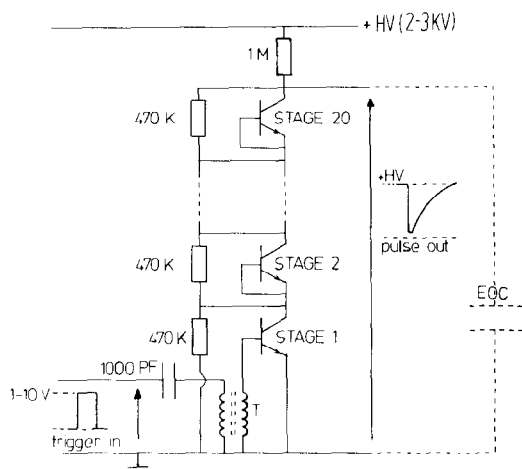 + HV (2-3KV)
1 M
470 K
STAGE 20
+HV
pulse out
470 K
STAGE 2
EOC
470 K
STAGE 1
1000 PF
1-10 V
T
trigger in